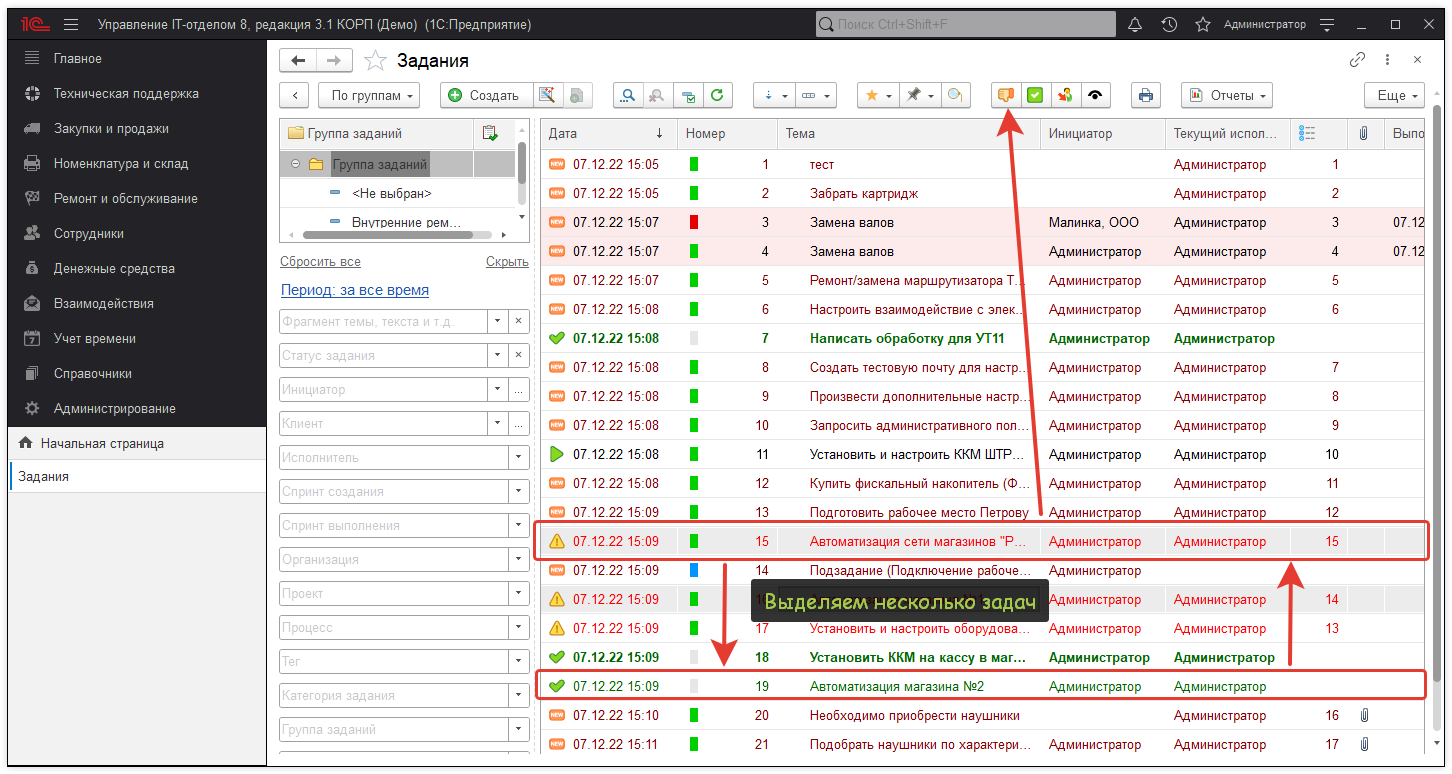 Управление IT-отделом 8, редакция 3.1 КОРП (Демо) (1С:Предприятие)
Поиск Ctrl+Shift+F
Администратор
Главное
Техническая поддержка
Закупки и продажи
Номенклатура и склад
Ремонт и обслуживание
Сотрудники
Денежные средства
Взаимодействия
Учет времени
Справочники
Администрирование
Начальная страница
Задания
Задания
По группам
Создать
Отчеты
Еще
Группа заданий
Группа заданий
<Не выбран>
Внутренние рем...
Сбросить все Скрыть
Период: за все время
Фрагмент темы, текста и т.д.
Статус задания
Инициатор
Клиент
Исполнитель
Спринт создания
Спринт выполнения
Организация
Проект
Процесс
Тег
Категория задания
Группа задания
Дата Номер Тема Инициатор Текущий испол... Выпо
NEW 07.12.22 15:05 1 тест Администратор 1
NEW 07.12.22 15:05 2 Забрать картридж Администратор 2
NEW 07.12.22 15:07 3 Замена валов Малинка, ООО Администратор 3 07.12
NEW 07.12.22 15:07 4 Замена валов Администратор Администратор 4 07.12
NEW 07.12.22 15:07 5 Ремонт/замена маршрутизатора Т... Администратор Администратор 5
NEW 07.12.22 15:08 6 Настроить взаимодействие с элек... Администратор Администратор 6
07.12.22 15:08 7 Написать обработку для УТ11 Администратор Администратор
NEW 07.12.22 15:08 8 Создать тестовую почту для настр... Администратор Администратор 7
NEW 07.12.22 15:08 9 Произвести дополнительные настр... Администратор Администратор 8
NEW 07.12.22 15:08 10 Запросить административного пол... Администратор Администратор 9
07.12.22 15:08 11 Установить и настроить ККМ ШТР... Администратор Администратор 10
NEW 07.12.22 15:08 12 Купить фискальный накопитель (Ф... Администратор Администратор 11
NEW 07.12.22 15:09 13 Подготовить рабочее место Петрову Администратор Администратор 12
07.12.22 15:09 15 Автоматизация сети магазинов "Р... Администратор Администратор 15
NEW 07.12.22 15:09 14 Подзадание (Подключение рабоче... Администратор
07.12.22 15:09 Администратор Администратор 14
Выделяем несколько задач
07.12.22 15:09 17 Установить и настроить оборудова... Администратор Администратор 13
07.12.22 15:09 18 Установить ККМ на кассу в маг... Администратор Администратор
07.12.22 15:09 19 Автоматизация магазина №2 Администратор Администратор
NEW 07.12.22 15:10 20 Необходимо приобрести наушники Администратор 16
NEW 07.12.22 15:11 21 Подобрать наушники по характери... Администратор Администратор 17